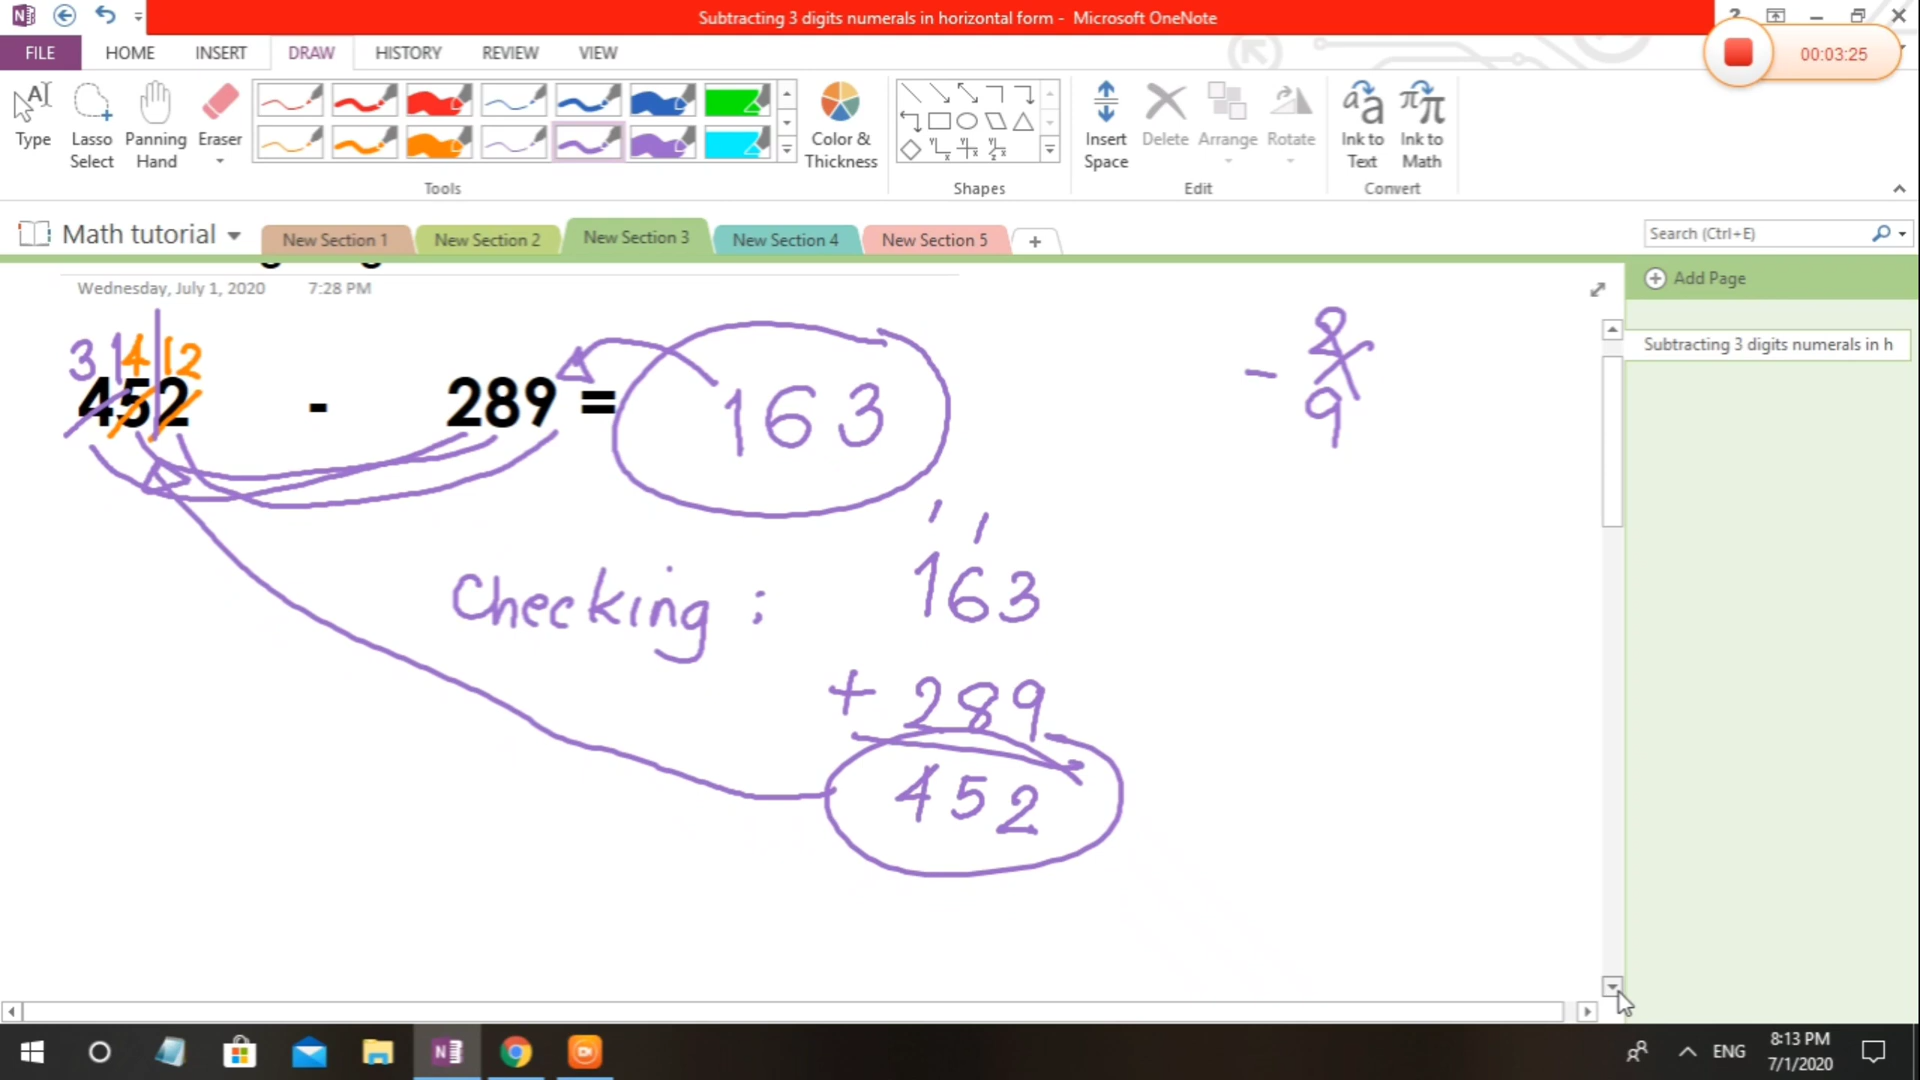 Subtracting 3 digits numerals in horizontal form - Microsoft OneNote
?
00:03:25
FILE HOME INSERT DRAW HISTORY REVIEW VIEW
Type
Lasso Select
Panning Hand
Eraser
Color & Thickness
Insert Space
Delete
Arrange
Rotate
Ink to Text
Ink to Math
Tools
Shapes
Edit
Convert
Math tutorial
New Section 1
New Section 2
New Section 3
New Section 4
New Section 5
+
Search (Ctrl+E)
Add Page
Subtracting 3 digits numerals in h
Wednesday, July 1, 2020 7:28 PM
3 14 12
452 - 289 = 163
2
- 9
1 1
Checking : 163
+ 289
452
ENG
8:13 PM
7/1/2020